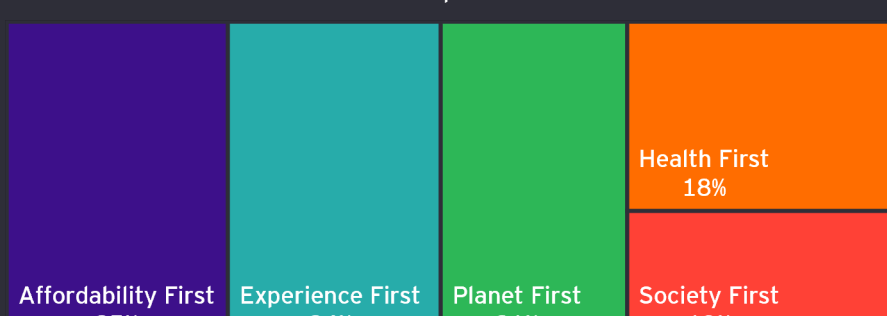 Affordability First
Experience First
Planet First
Health First
18%
Society First